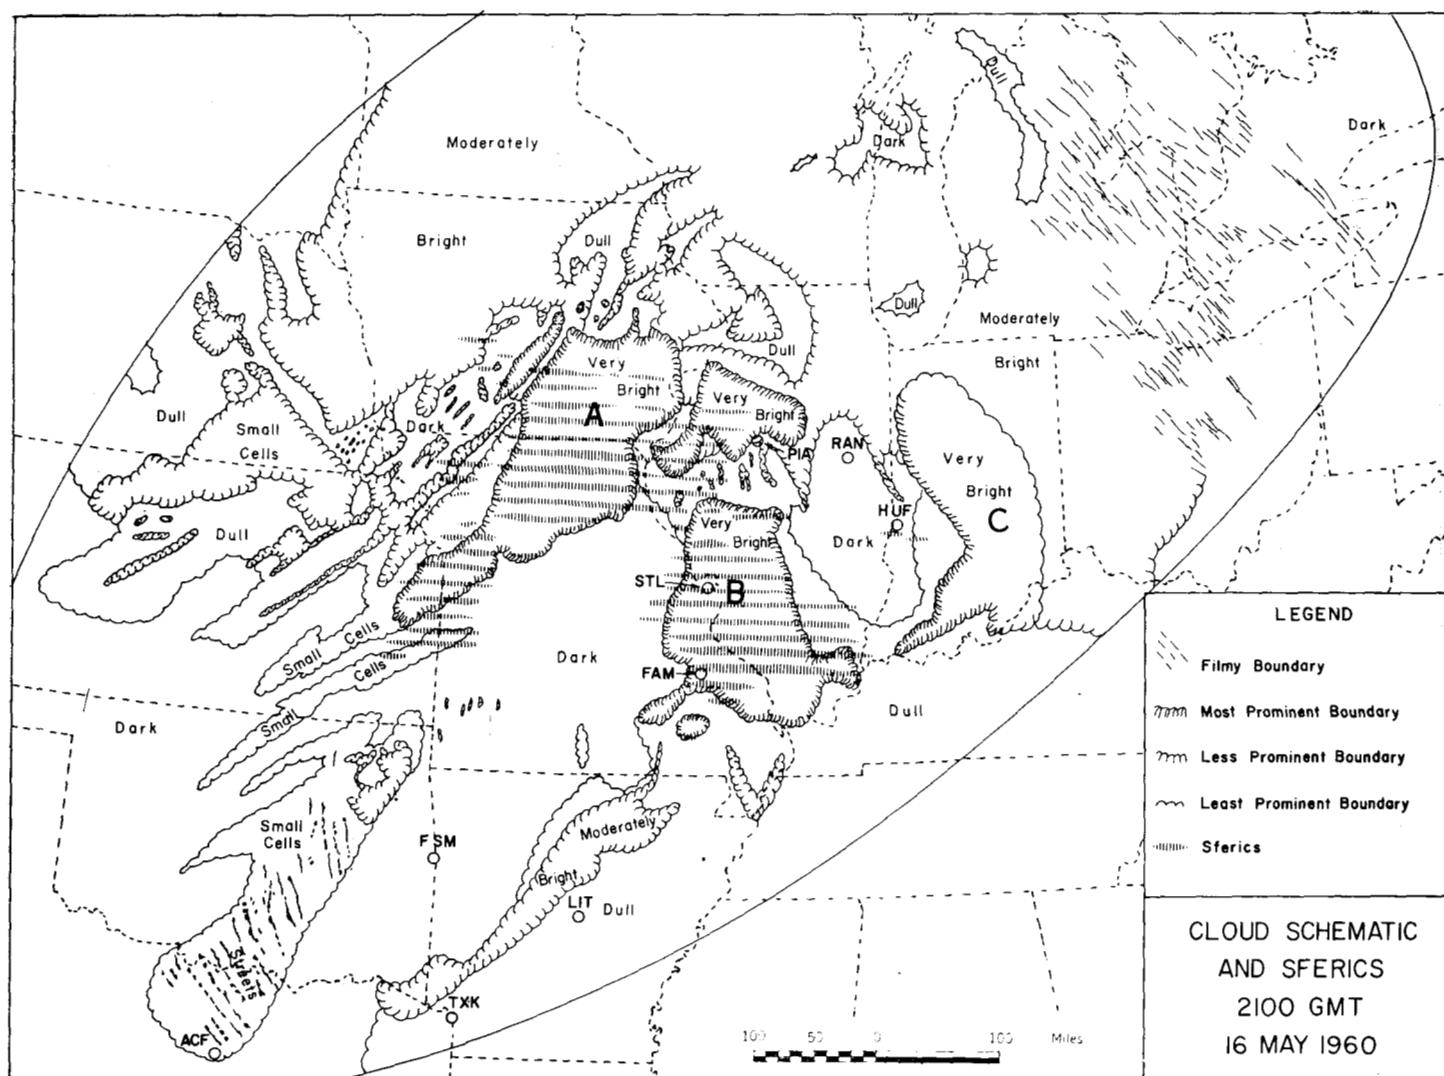 Moderately
Bright
Dull
Dark
Dull
Dark
Dull
Moderately
Bright
Dull
Very
Bright
A
Very
Bright
PIA
RAN
Very
Bright
C
HUF
Dark
Dull
Small
Cells
Dark
Dull
Very
Bright
STL
B
FAM
Dark
Small
Cells
Small
Cells
Dark
Dull
Small
Cells
Streets
ACF
FSM
Moderately
Bright
LIT
Dull
TXK
100 50 0 100 Miles
LEGEND
Filmy Boundary
Most Prominent Boundary
Less Prominent Boundary
Least Prominent Boundary
Sferics
CLOUD SCHEMATIC
AND SFERICS
2100 GMT
16 MAY 1960